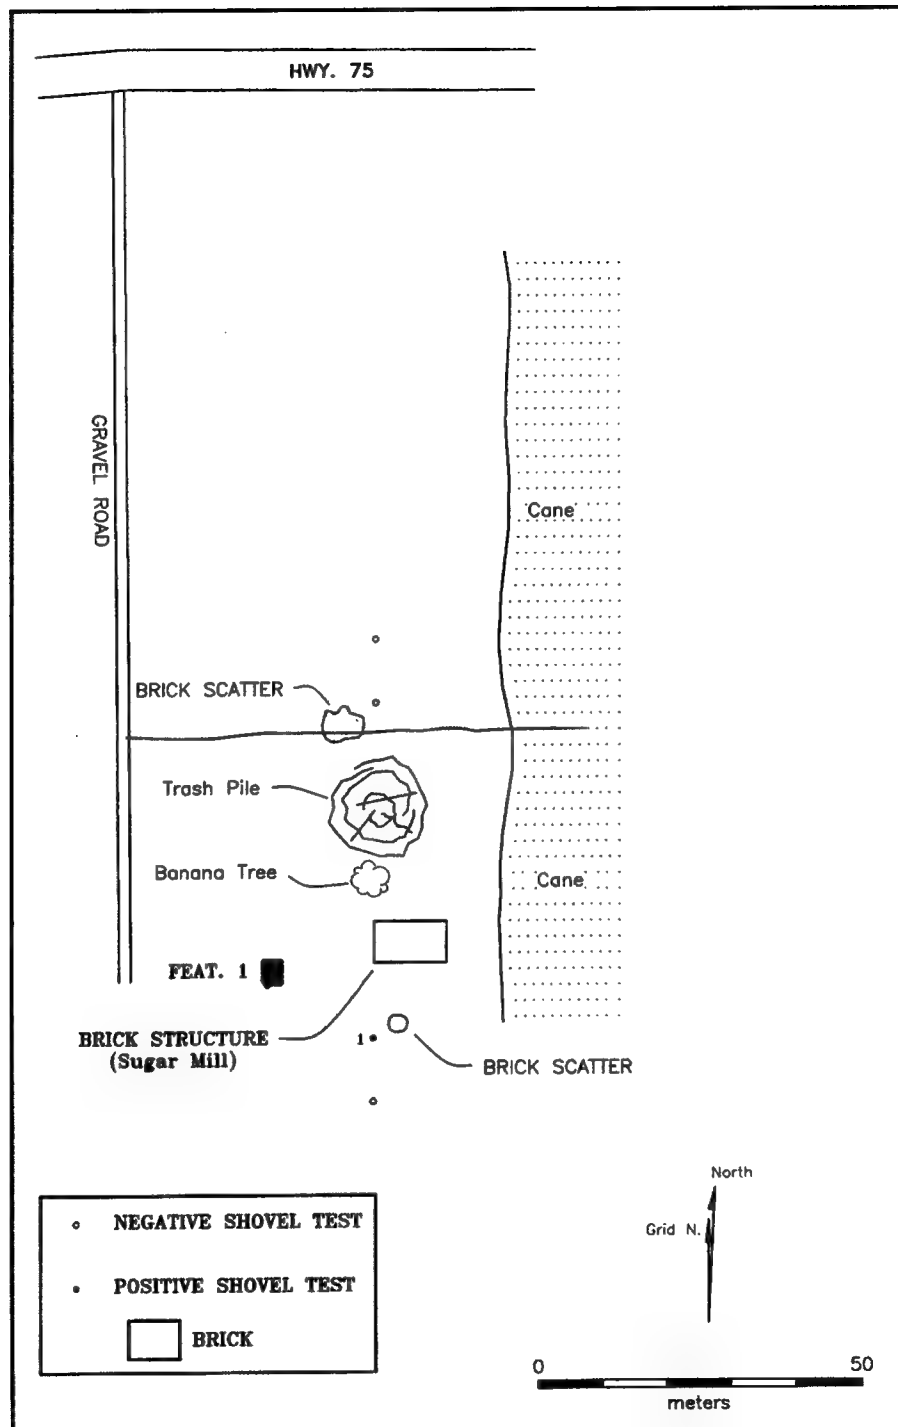 HWY. 75
GRAVEL ROAD
Cane
BRICK SCATTER
Trash Pile
Banana Tree
Cane
FEAT. 1
BRICK STRUCTURE
(Sugar Mill)
1
BRICK SCATTER
North
Grid N.
NEGATIVE SHOVEL TEST
POSITIVE SHOVEL TEST
BRICK
0 50
meters